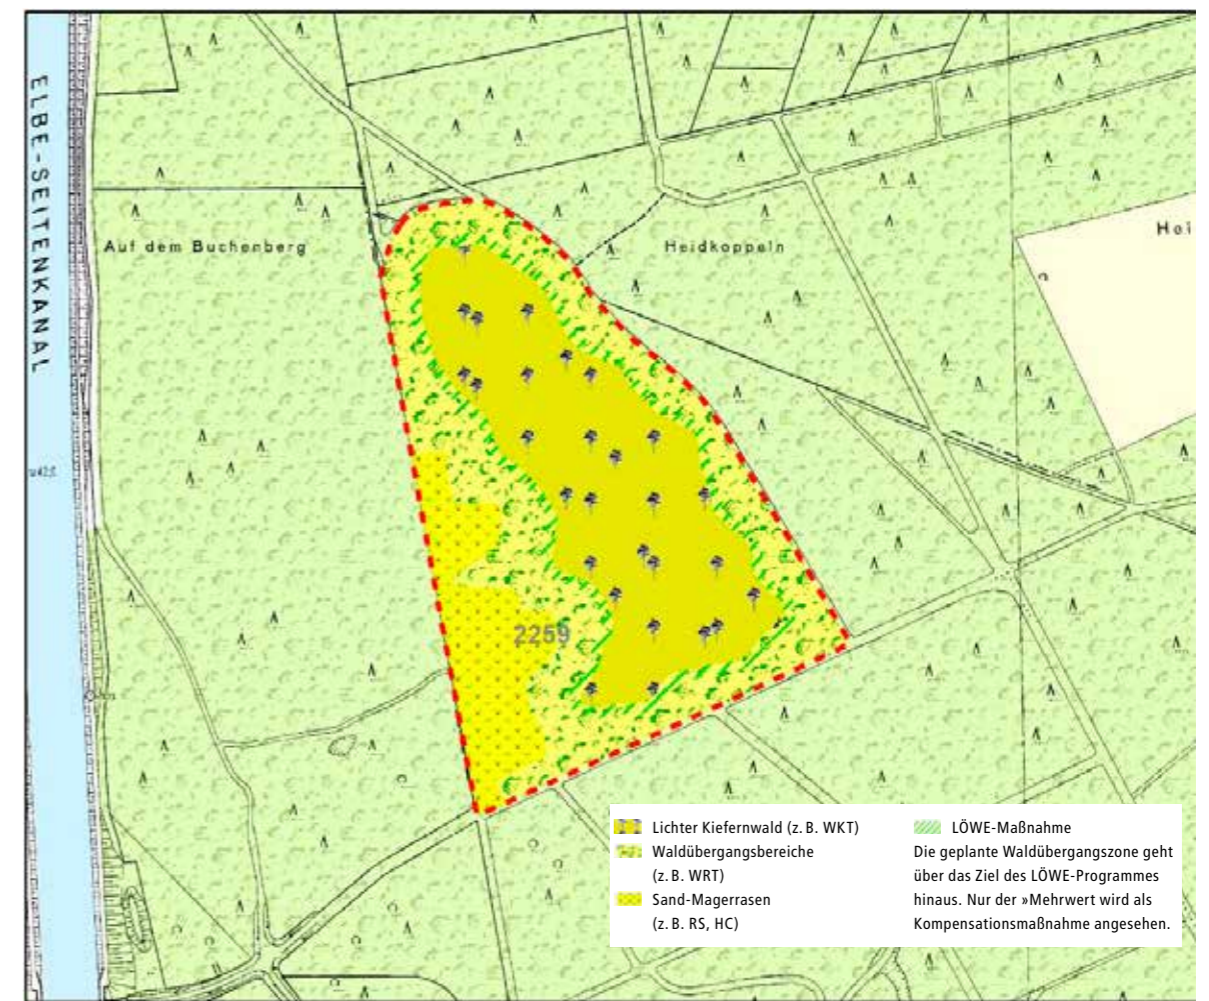 ELBE-SEITENKANAL
Auf dem Buchenberg
Heidkoppeln
Hei
2259
Lichter Kiefernwald (z. B. WKT)
Waldübergangsbereiche
(z. B. WRT)
Sand-Magerrasen
(z. B. RS, HC)
LÖWE-Maßnahme
Die geplante Waldübergangszone geht
über das Ziel des LÖWE-Programmes
hinaus. Nur der »Mehrwert wird als
Kompensationsmaßnahme angesehen.